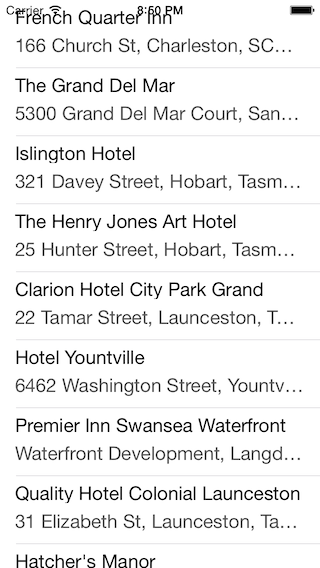 Carrier 8:50 PM
French Quarter Inn
166 Church St, Charleston, SC…
The Grand Del Mar
5300 Grand Del Mar Court, San…
Islington Hotel
321 Davey Street, Hobart, Tasm…
The Henry Jones Art Hotel
25 Hunter Street, Hobart, Tasm…
Clarion Hotel City Park Grand
22 Tamar Street, Launceston, T…
Hotel Yountville
6462 Washington Street, Yountv…
Premier Inn Swansea Waterfront
Waterfront Development, Langd…
Quality Hotel Colonial Launceston
31 Elizabeth St, Launceston, Ta…
Hatcher's Manor